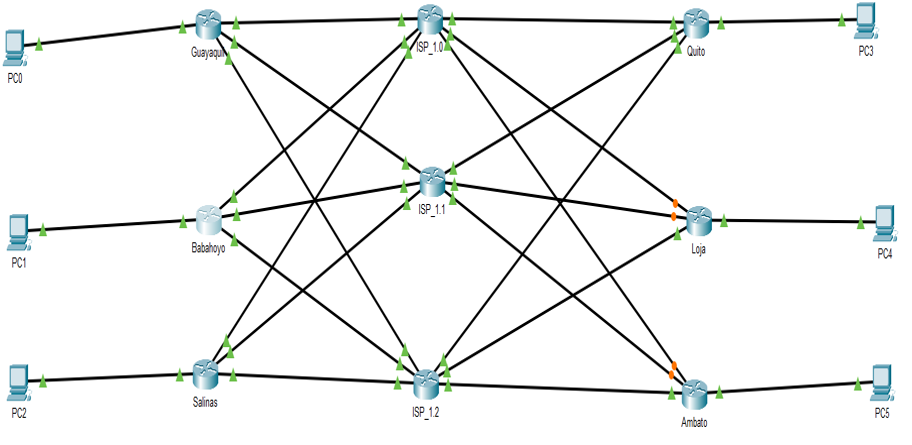 PC0
Guayaquil
ISP_1.0
Quito
PC3
PC1
Babahoyo
ISP_1.1
Loja
PC4
PC2
Salinas
ISP_1.2
Ambato
PC5